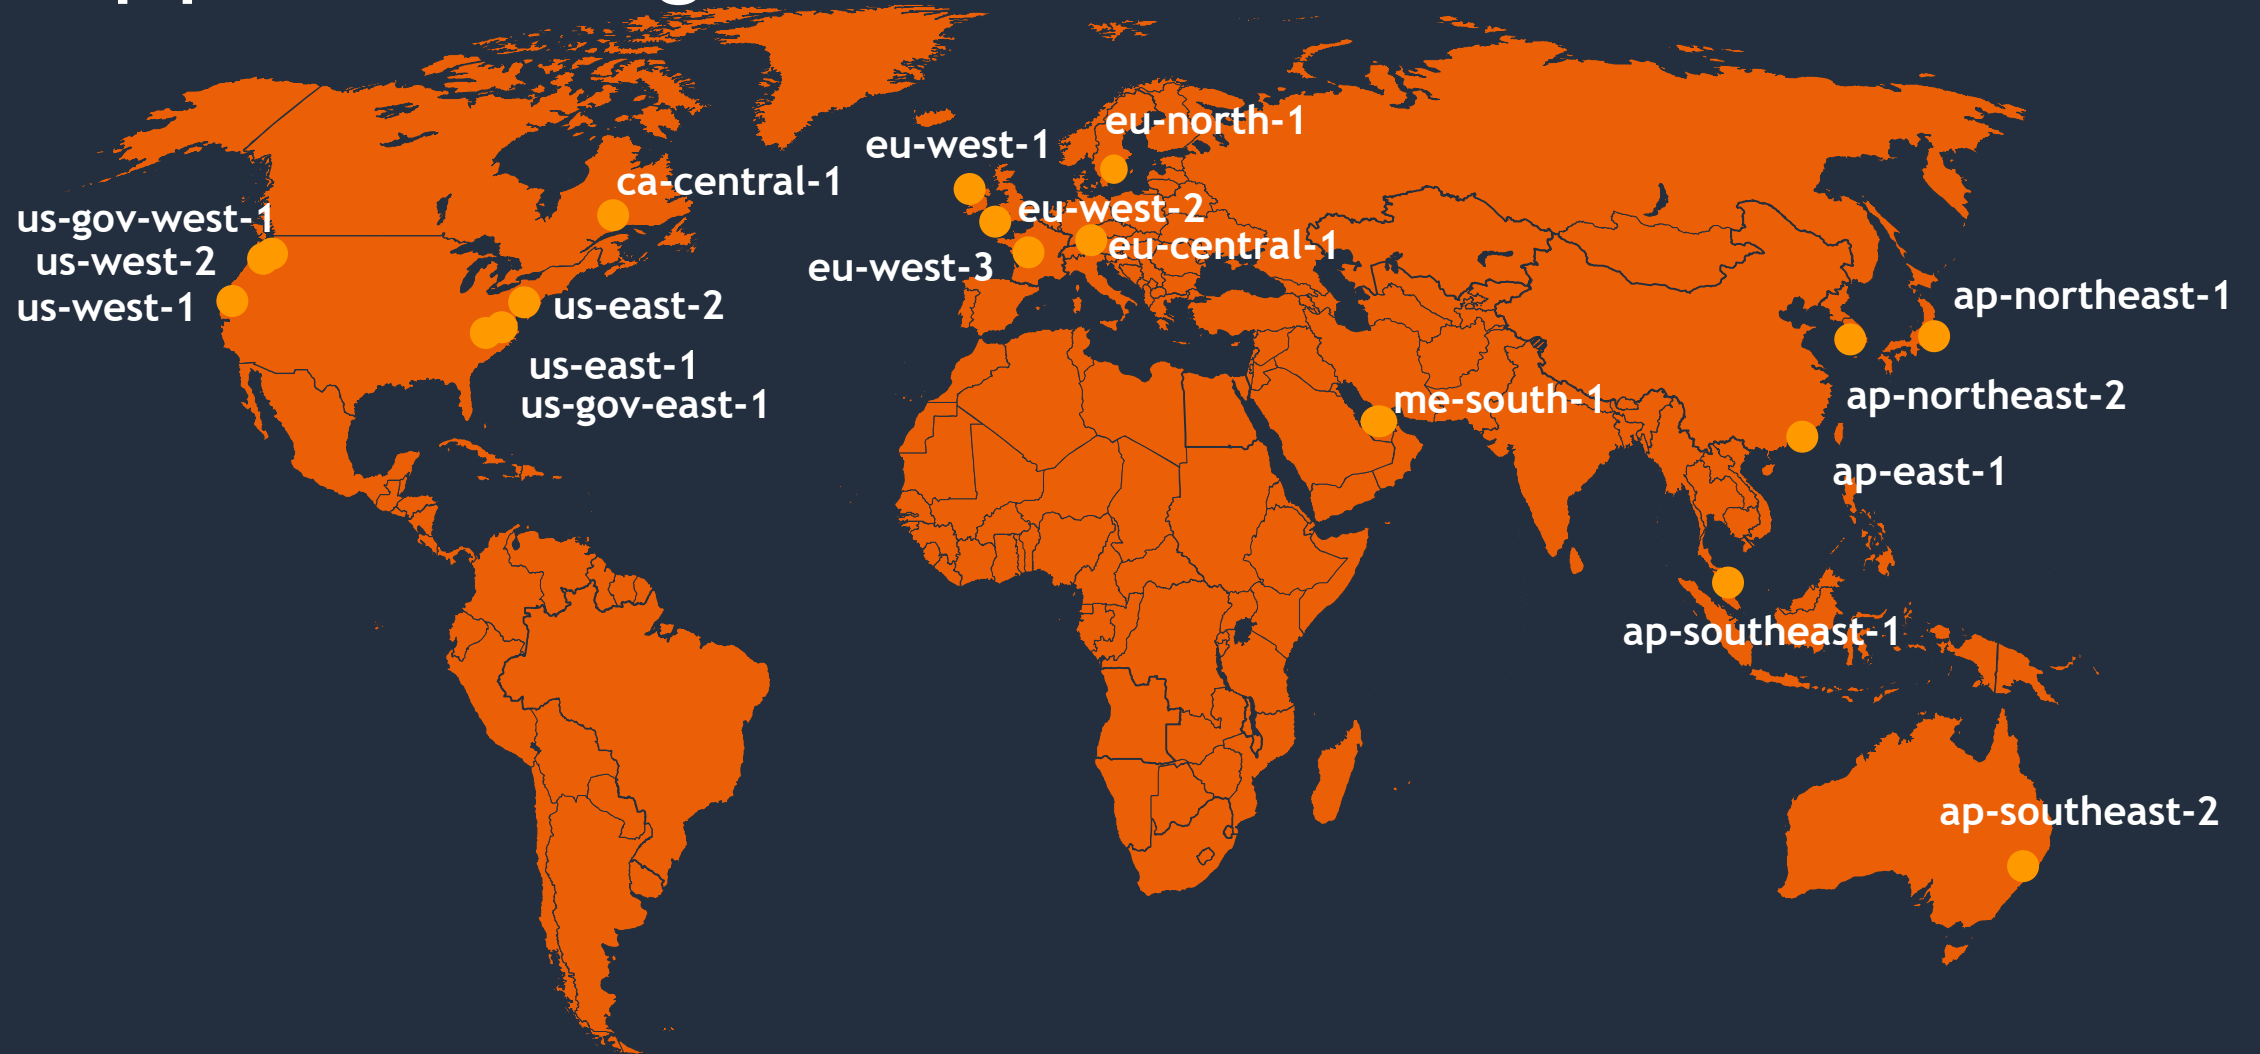 eu-north-1
eu-west-1
ca-central-1
us-gov-west-1
eu-west-2
eu-central-1
us-west-2
eu-west-3
us-west-1
us-east-2
ap-northeast-1
us-east-1
us-gov-east-1
me-south-1
ap-northeast-2
ap-east-1
ap-southeast-1
ap-southeast-2